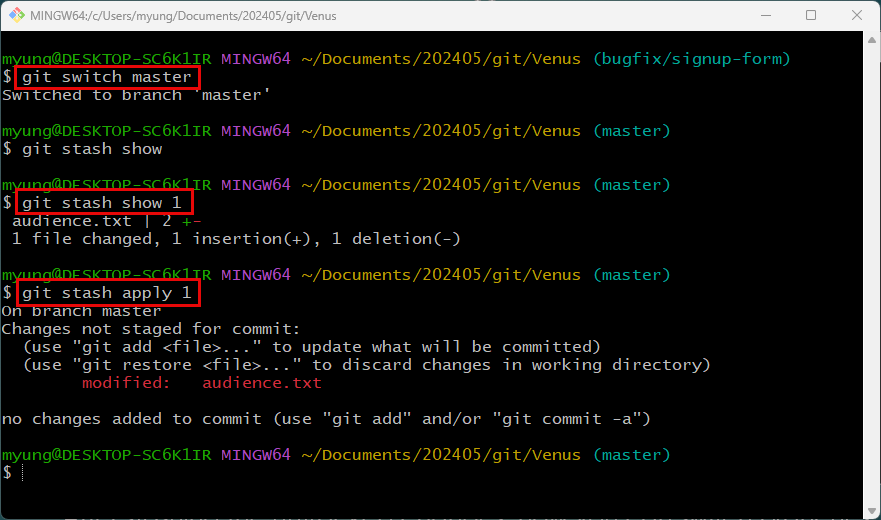 MINGW64:/c/Users/myung/Documents/202405/git/Venus
myung@DESKTOP-SC6K1IR MINGW64 ~/Documents/202405/git/Venus (bugfix/signup-form)
$ git switch master
Switched to branch 'master'
myung@DESKTOP-SC6K1IR MINGW64 ~/Documents/202405/git/Venus (master)
$ git stash show
myung@DESKTOP-SC6K1IR MINGW64 ~/Documents/202405/git/Venus (master)
$ git stash show 1
audience.txt | 2 +-
1 file changed, 1 insertion(+), 1 deletion(-)
myung@DESKTOP-SC6K1IR MINGW64 ~/Documents/202405/git/Venus (master)
$ git stash apply 1
On branch master
Changes not staged for commit:
(use "git add <file>..." to update what will be committed)
(use "git restore <file>..." to discard changes in working directory)
modified: audience.txt
no changes added to commit (use "git add" and/or "git commit -a")
myung@DESKTOP-SC6K1IR MINGW64 ~/Documents/202405/git/Venus (master)
$